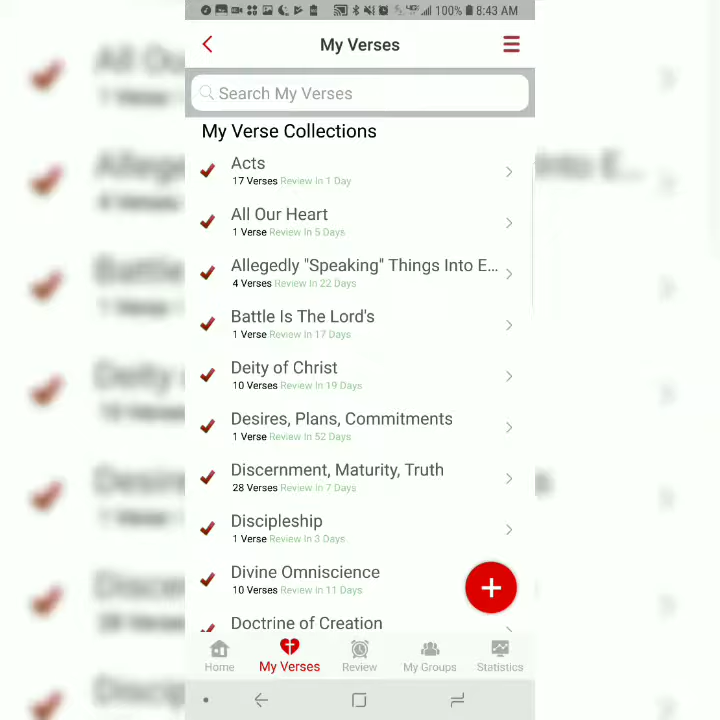 100% 8:43 AM
My Verses
Search My Verses
My Verse Collections
Acts
17 Verses Review In 1 Day
All Our Heart
1 Verse Review In 5 Days
Allegedly "Speaking" Things Into E...
4 Verses Review In 22 Days
Battle Is The Lord's
1 Verse Review In 17 Days
Deity of Christ
10 Verses Review In 19 Days
Desires, Plans, Commitments
1 Verse Review In 52 Days
Discernment, Maturity, Truth
28 Verses Review In 7 Days
Discipleship
1 Verse Review In 3 Days
Divine Omniscience
10 Verses Review In 11 Days
Doctrine of Creation
Home My Verses Review My Groups Statistics